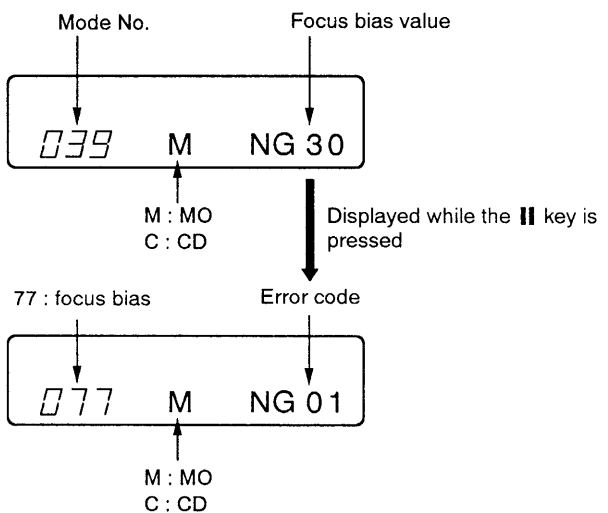 Mode No. Focus bias value
039 M NG 30
M : MO
C : CD
Displayed while the II key is
pressed
77 : focus bias Error code
077 M NG 01
M : MO
C : CD